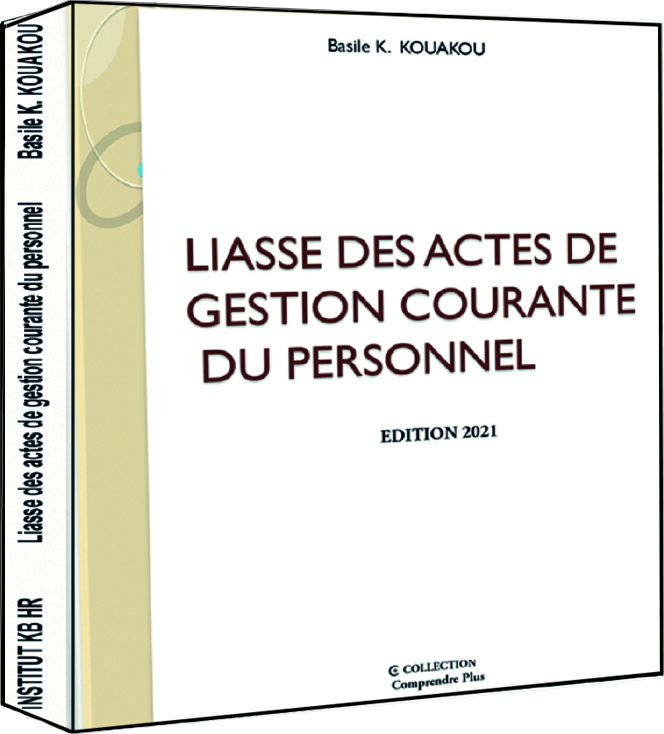 Basile K. KOUAKOU
LIASSE DES ACTES DE
GESTION COURANTE
DU PERSONNEL
EDITION 2021
COLLECTION
Comprendre Plus
INSTITUT KB HR
Liasse des actes de gestion courante du personnel
Basile K. KOUAKOU